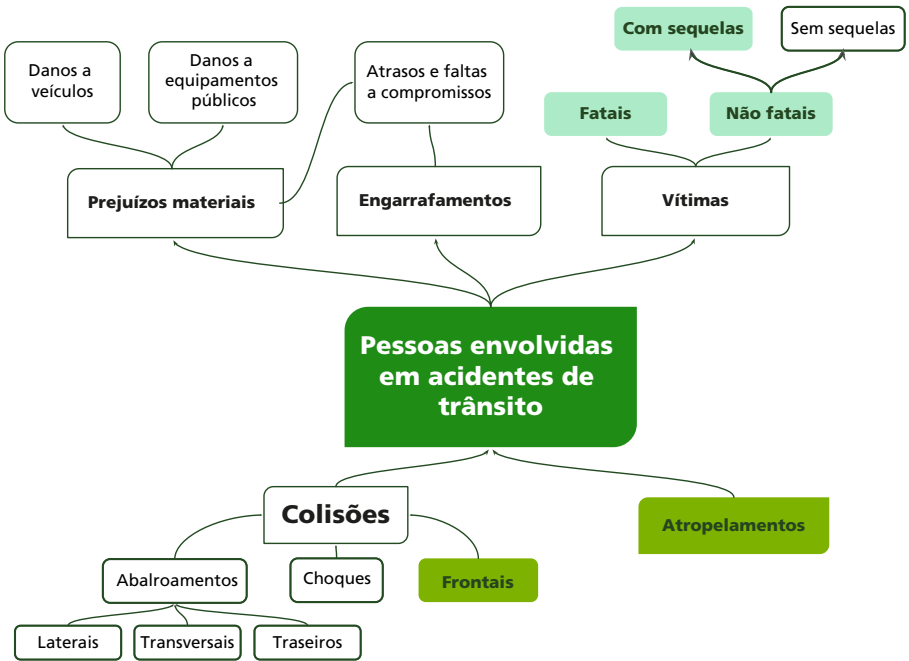 Com sequelas
Sem sequelas
Danos a
veículos
Danos a
equipamentos
públicos
Atrasos e faltas
a compromissos
Fatais
Não fatais
Prejuízos materiais
Engarrafamentos
Vítimas
Pessoas envolvidas
em acidentes de
trânsito
Colisões
Atropelamentos
Abalroamentos
Choques
Frontais
Laterais
Transversais
Traseiros